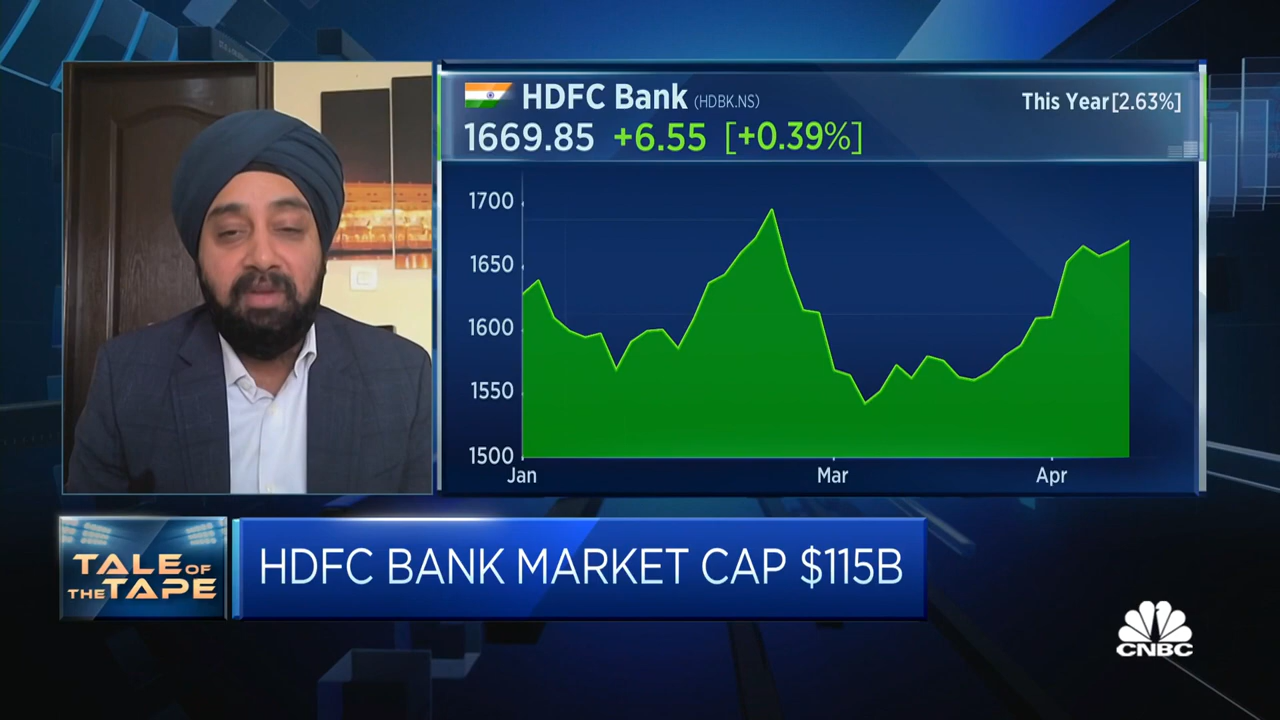 HDFC Bank (HDBK.NS)
This Year[2.63%]
1669.85 +6.55 [+0.39%]
1700
1650
1600
1550
1500
Jan Mar Apr
TALE OF
THE TAPE
HDFC BANK MARKET CAP $115B
CNBC